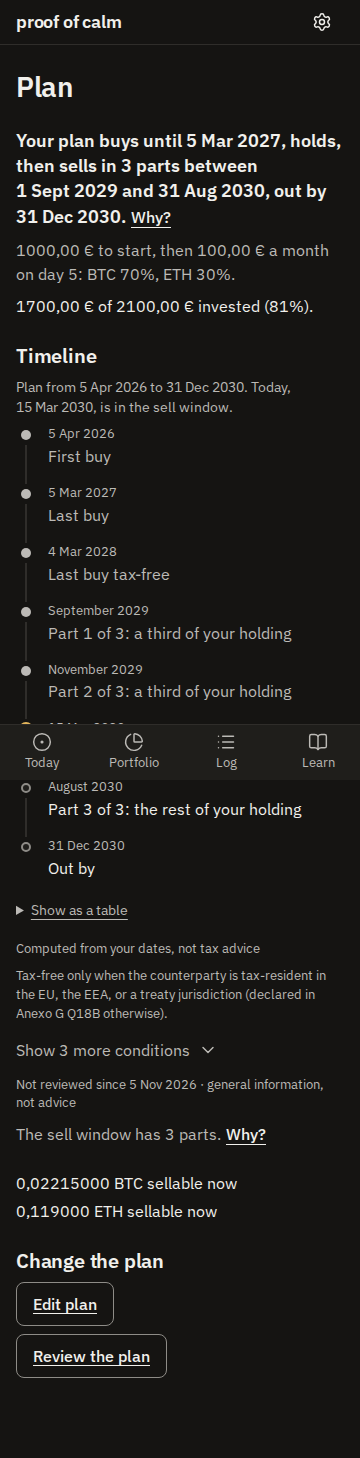 proof of calm
Plan
Your plan buys until 5 Mar 2027, holds,
then sells in 3 parts between
1 Sept 2029 and 31 Aug 2030, out by
31 Dec 2030. Why?
1000,00 € to start, then 100,00 € a month
on day 5: BTC 70%, ETH 30%.
1700,00 € of 2100,00 € invested (81%).
Timeline
Plan from 5 Apr 2026 to 31 Dec 2030. Today,
15 Mar 2030, is in the sell window.
5 Apr 2026
First buy
5 Mar 2027
Last buy
4 Mar 2028
Last buy tax-free
September 2029
Part 1 of 3: a third of your holding
November 2029
Part 2 of 3: a third of your holding
Today Portfolio Log Learn
August 2030
Part 3 of 3: the rest of your holding
31 Dec 2030
Out by
Show as a table
Computed from your dates, not tax advice
Tax-free only when the counterparty is tax-resident in
the EU, the EEA, or a treaty jurisdiction (declared in
Anexo G Q18B otherwise).
Show 3 more conditions
Not reviewed since 5 Nov 2026 · general information,
not advice
The sell window has 3 parts. Why?
0,02215000 BTC sellable now
0,119000 ETH sellable now
Change the plan
Edit plan
Review the plan